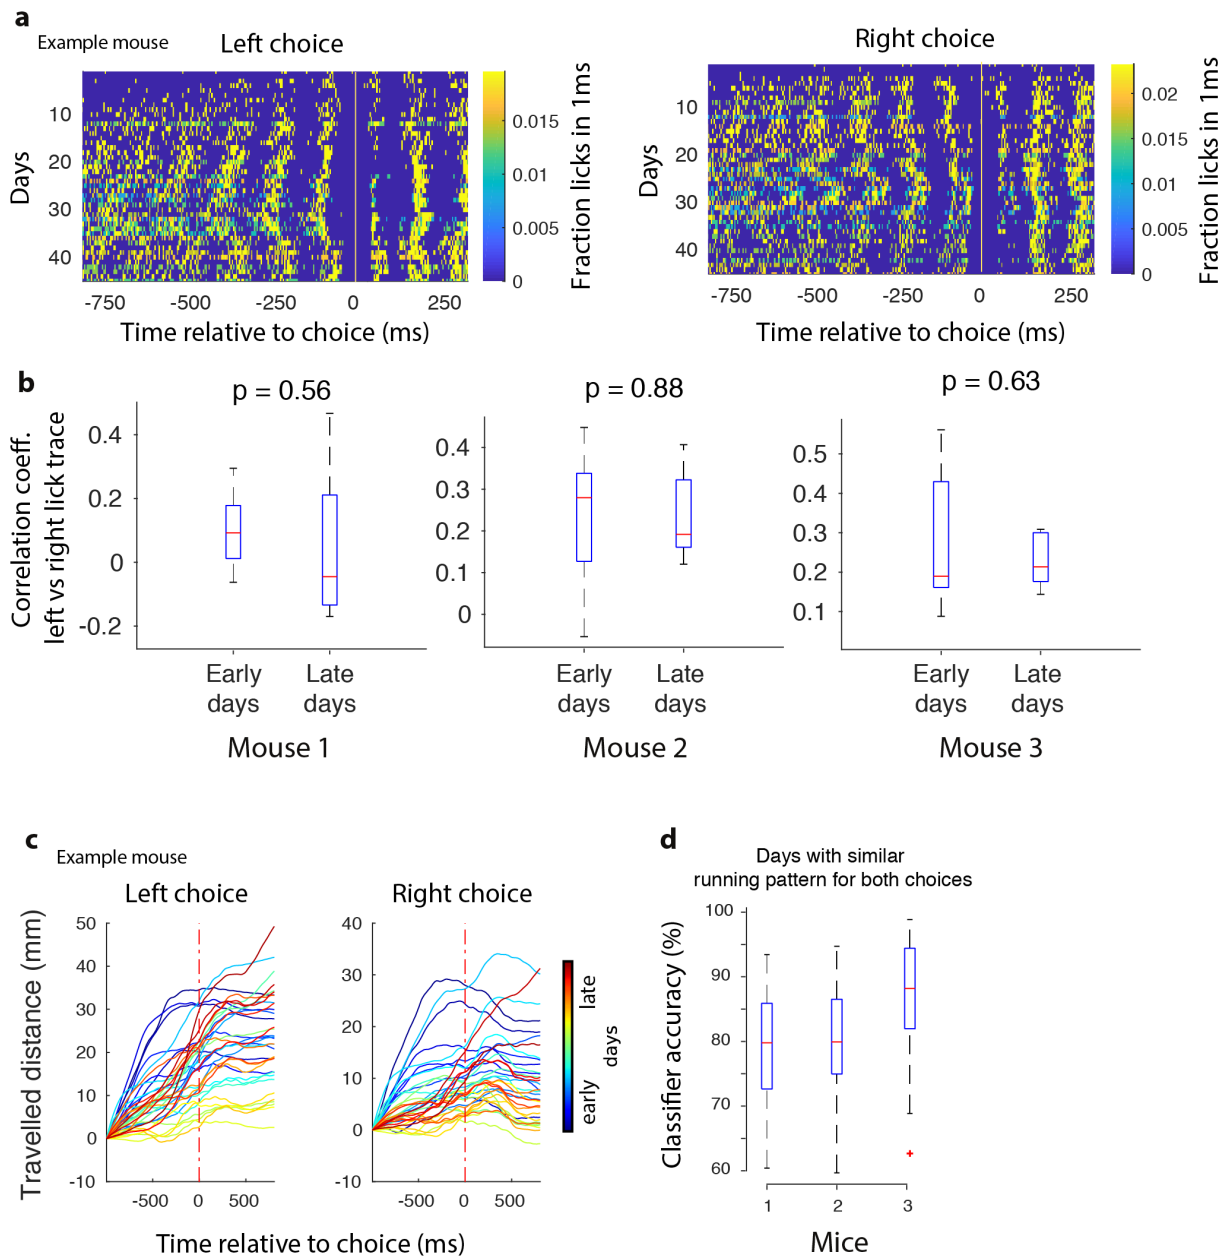 a
Example mouse
Left choice
Right choice
Days
10
20
30
40
-750
-500
-250
0
250
Time relative to choice (ms)
0.015
0.01
0.005
0
Fraction licks in 1ms
Days
10
20
30
40
-750
-500
-250
0
250
Time relative to choice (ms)
0.02
0.01
0.005
0
Fraction licks in 1ms
b
p = 0.56
p = 0.88
p = 0.63
Correlation coeff.
left vs right lick trace
0.4
0.2
0
-0.2
Early
days
Late
days
Mouse 1
0.4
0.3
0.2
0.1
0
Early
days
Late
days
Mouse 2
0.5
0.4
0.3
0.2
0.1
Early
days
Late
days
Mouse 3
c
Example mouse
Left choice
Right choice
Travelled distance (mm)
50
40
30
20
10
0
-10
-500
0
500
40
30
20
10
0
-10
-500
0
500
early
late
days
Time relative to choice (ms)
d
Days with similar
running pattern for both choices
Classifier accuracy (%)
100
90
80
70
60
1
2
3
Mice